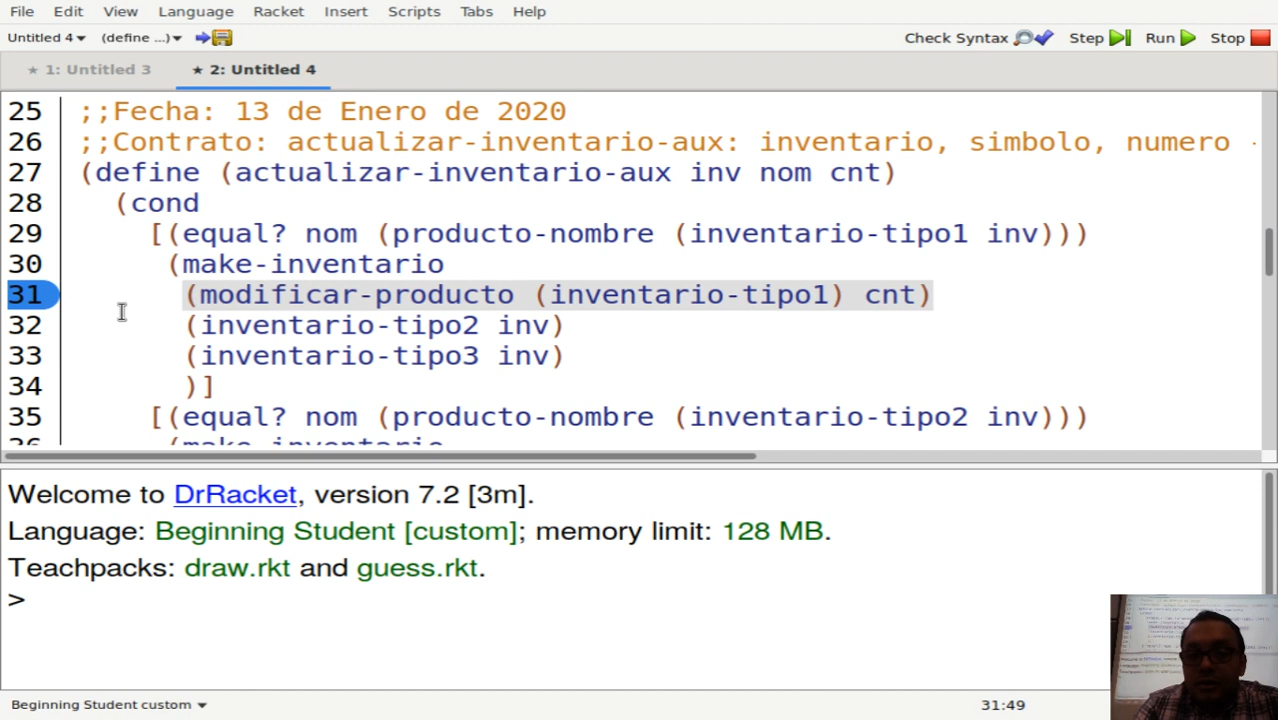 File Edit View Language Racket Insert Scripts Tabs Help
Untitled 4 (define ...) Check Syntax Step Run Stop
★ 1: Untitled 3 ★ 2: Untitled 4
25 ;;Fecha: 13 de Enero de 2020
26 ;;Contrato: actualizar-inventario-aux: inventario, simbolo, numero -
27 (define (actualizar-inventario-aux inv nom cnt)
28 (cond
29 [(equal? nom (producto-nombre (inventario-tipo1 inv)))
30 (make-inventario
31 (modificar-producto (inventario-tipo1) cnt)
32 (inventario-tipo2 inv)
33 (inventario-tipo3 inv)
34 )]
35 [(equal? nom (producto-nombre (inventario-tipo2 inv)))
36 (make-inventario
Welcome to DrRacket, version 7.2 [3m].
Language: Beginning Student [custom]; memory limit: 128 MB.
Teachpacks: draw.rkt and guess.rkt.
>
Beginning Student custom 31:49